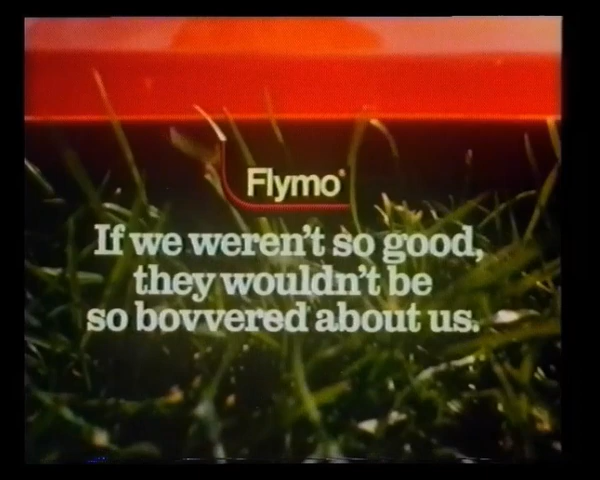 Flymo
If we weren't so good,
they wouldn't be
so bovvered about us.